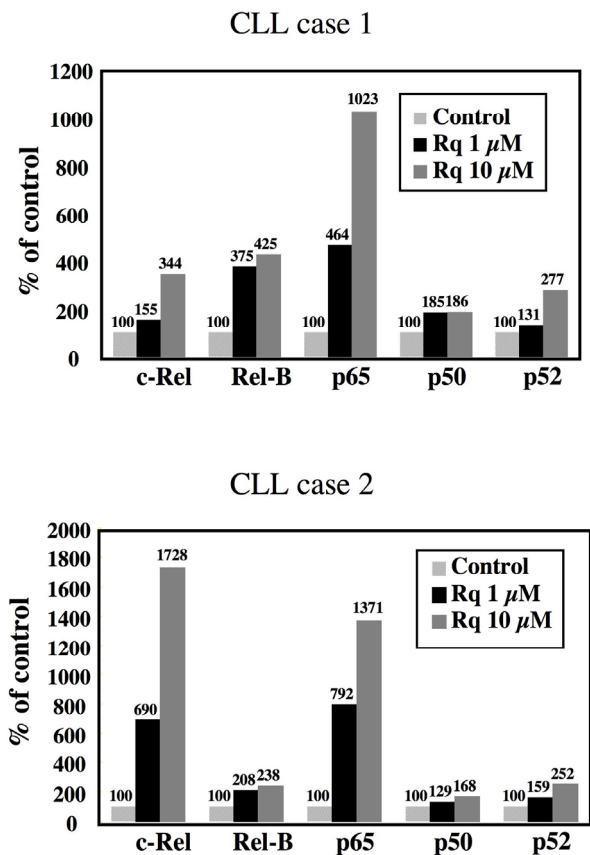 CLL case 1
1200
1000
800
600
400
200
0
% of control
Control
Rq 1 µM
Rq 10 µM
100 155 344
100 375 425
100 464 1023
100 185 186
100 131 277
c-Rel Rel-B p65 p50 p52
CLL case 2
2000
1800
1600
1400
1200
1000
800
600
400
200
0
% of control
Control
Rq 1 µM
Rq 10 µM
100 690 1728
100 208 238
100 792 1371
100 129 168
100 159 252
c-Rel Rel-B p65 p50 p52